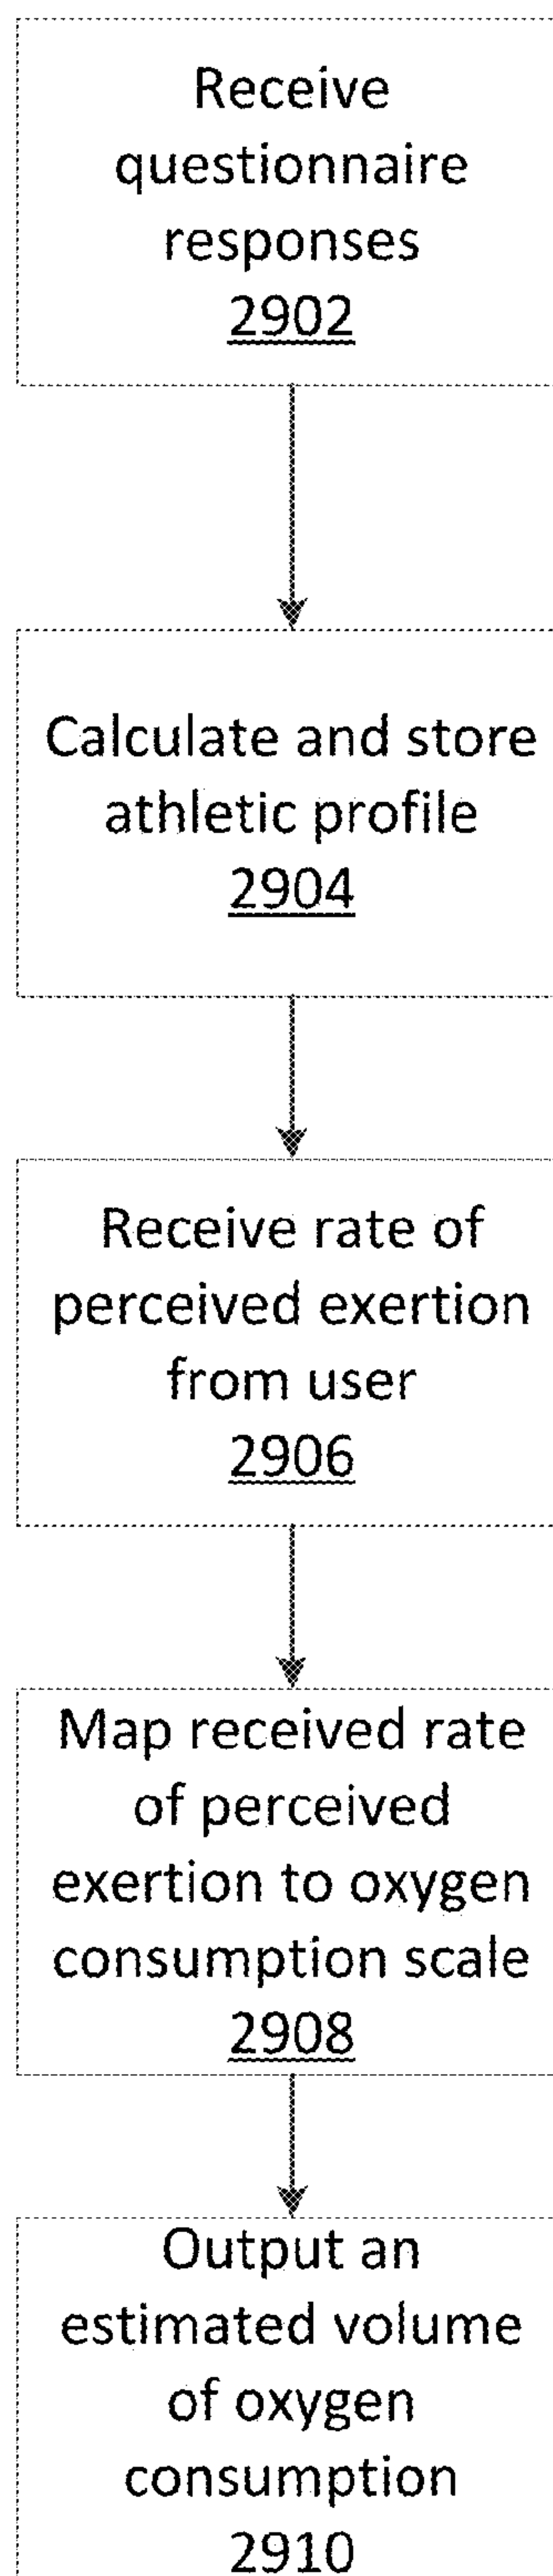 Receive
questionnaire
responses
2902
Calculate and store
athletic profile
2904
Receive rate of
perceived exertion
from user
2906
Map received rate
of perceived
exertion to oxygen
consumption scale
2908
Output an
estimated volume
of oxygen
consumption
2910